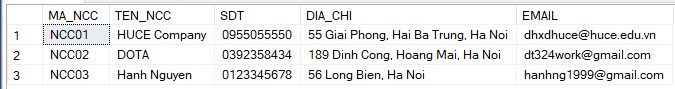 MA_NCC TEN_NCC SDT DIA_CHI EMAIL
1 NCC01 HUCE Company 0955055550 55 Giai Phong, Hai Ba Trung, Ha Noi dhxdhuce@huce.edu.vn
2 NCC02 DOTA 0392358434 189 Dinh Cong, Hoang Mai, Ha Noi dt324work@gmail.com
3 NCC03 Hanh Nguyen 0123345678 56 Long Bien, Ha Noi hanhng1999@gmail.com